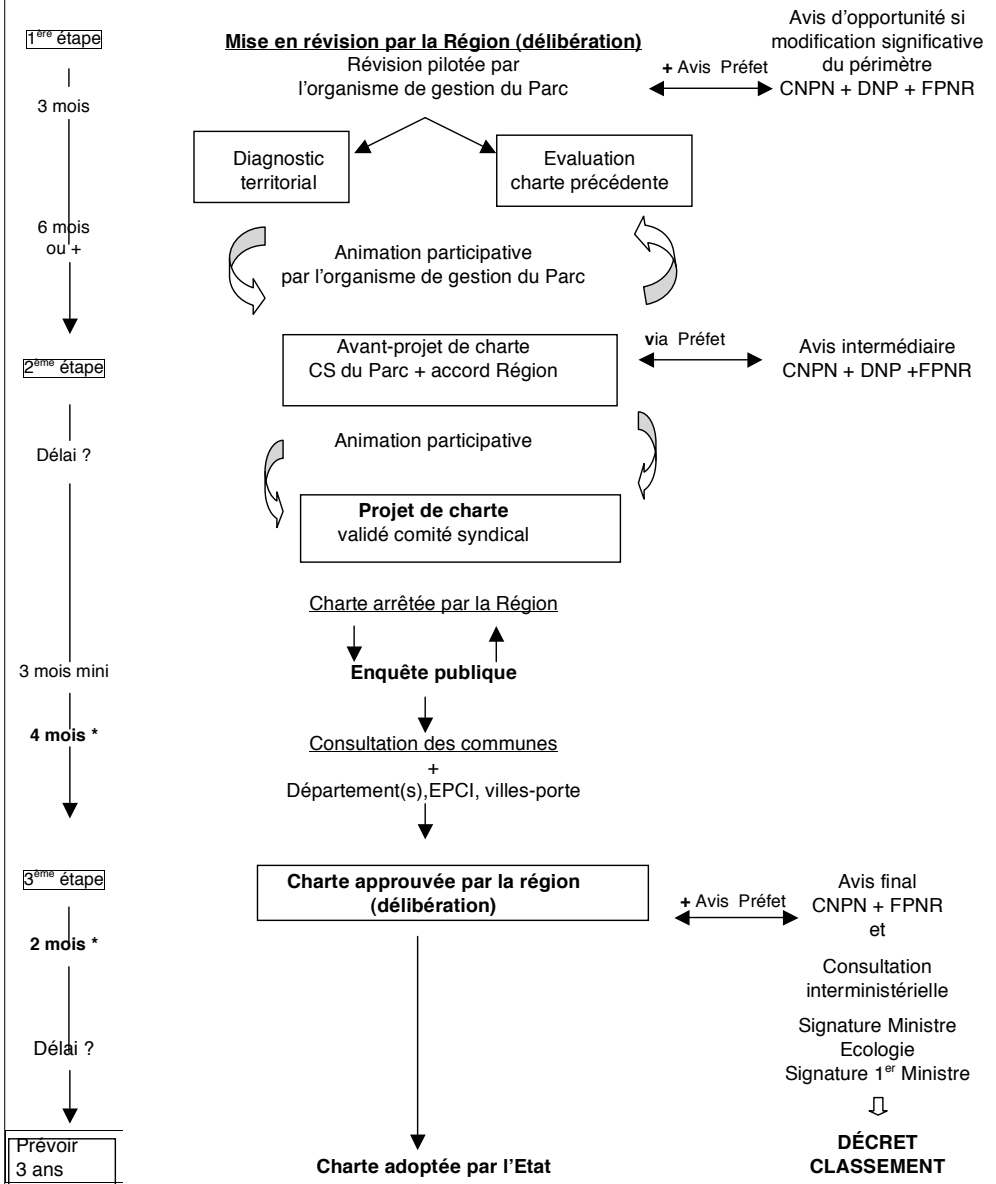 1ère étape
3 mois
6 mois
ou +
Mise en révision par la Région (délibération)
Révision pilotée par
l'organisme de gestion du Parc
+ Avis Préfet
Avis d'opportunité si
modification significative
du périmètre
CNPN + DNP + FPNR
Diagnostic
territorial
Evaluation
charte précédente
Animation participative
par l'organisme de gestion du Parc
2ème étape
Délai ?
Avant-projet de charte
CS du Parc + accord Région
via Préfet
Avis intermédiaire
CNPN + DNP +FPNR
Animation participative
Projet de charte
validé comité syndical
Charte arrêtée par la Région
3 mois mini
Enquête publique
4 mois *
Consultation des communes
+
Département(s),EPCI, villes-porte
3ème étape
2 mois *
Charte approuvée par la région
(délibération)
+ Avis Préfet
Avis final
CNPN + FPNR
et
Consultation
interministérielle
Signature Ministre
Ecologie
Signature 1er Ministre
Délai ?
Prévoir
3 ans
Charte adoptée par l'Etat
DÉCRET
CLASSEMENT